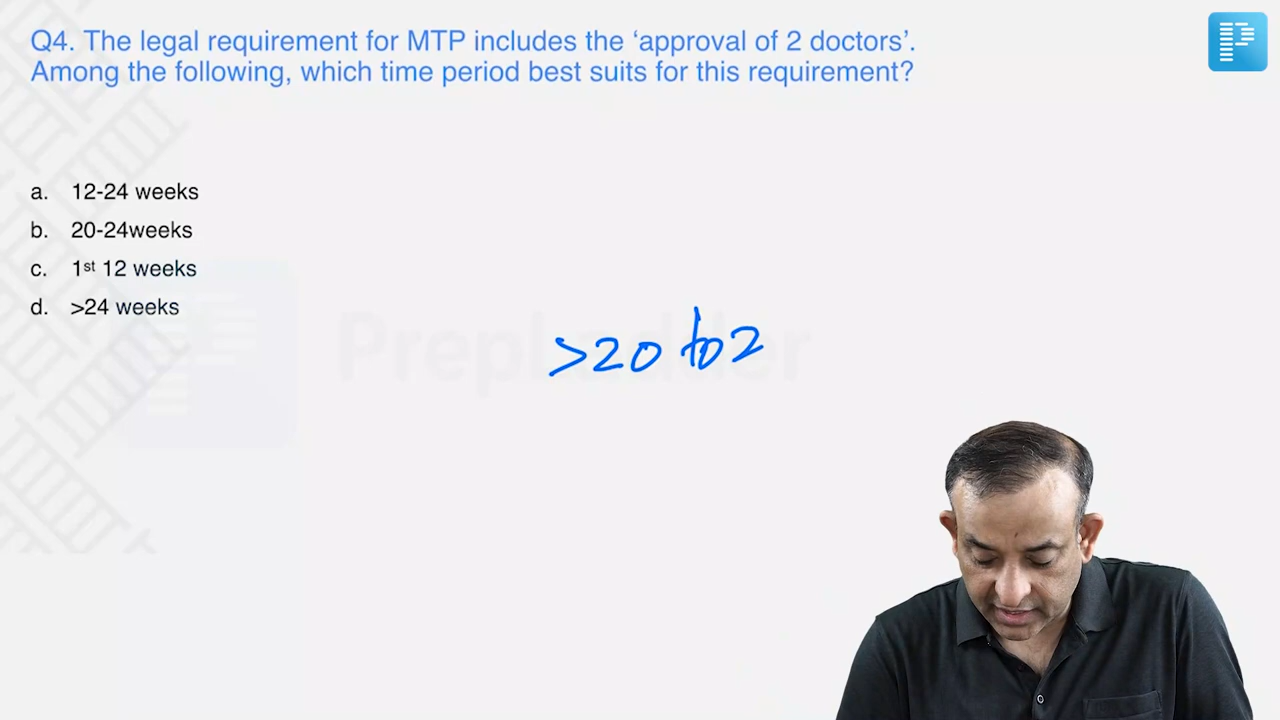 Q4. The legal requirement for MTP includes the ‘approval of 2 doctors’.
Among the following, which time period best suits for this requirement?
a. 12-24 weeks
b. 20-24weeks
c. 1st 12 weeks
d. >24 weeks
PrepLadder
>20 to 2